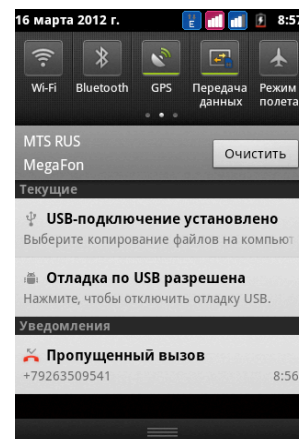 16 марта 2012 г. E 8:57
Wi-Fi Bluetooth GPS Передача данных Режим полета
MTS RUS
MegaFon
Очистить
Текущие
USB-подключение установлено
Выберите копирование файлов на компьют
Отладка по USB разрешена
Нажмите, чтобы отключить отладку USB.
Уведомления
Пропущенный вызов
+79263509541 8:56